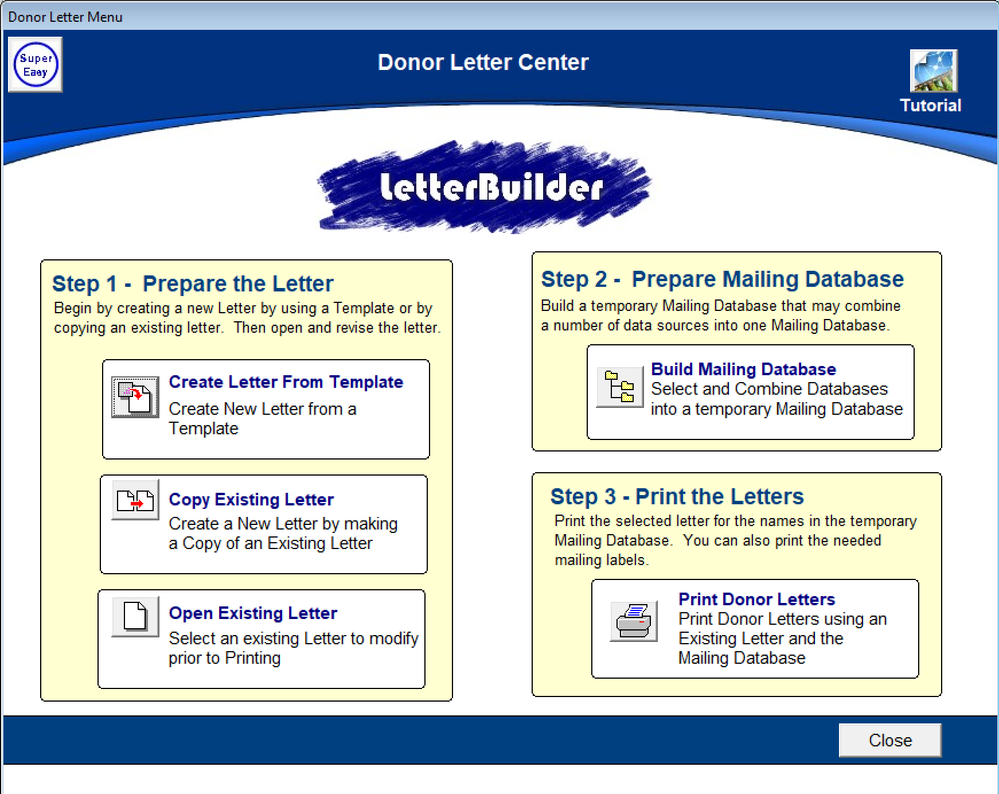 Donor Letter Menu
Super
Easy
Donor Letter Center
Tutorial
LetterBuilder
Step 1 - Prepare the Letter
Begin by creating a new Letter by using a Template or by
copying an existing letter. Then open and revise the letter.
Create Letter From Template
Create New Letter from a
Template
Copy Existing Letter
Create a New Letter by making
a Copy of an Existing Letter
Open Existing Letter
Select an existing Letter to modify
prior to Printing
Step 2 - Prepare Mailing Database
Build a temporary Mailing Database that may combine
a number of data sources into one Mailing Database.
Build Mailing Database
Select and Combine Databases
into a temporary Mailing Database
Step 3 - Print the Letters
Print the selected letter for the names in the temporary
Mailing Database. You can also print the needed
mailing labels.
Print Donor Letters
Print Donor Letters using an
Existing Letter and the
Mailing Database
Close